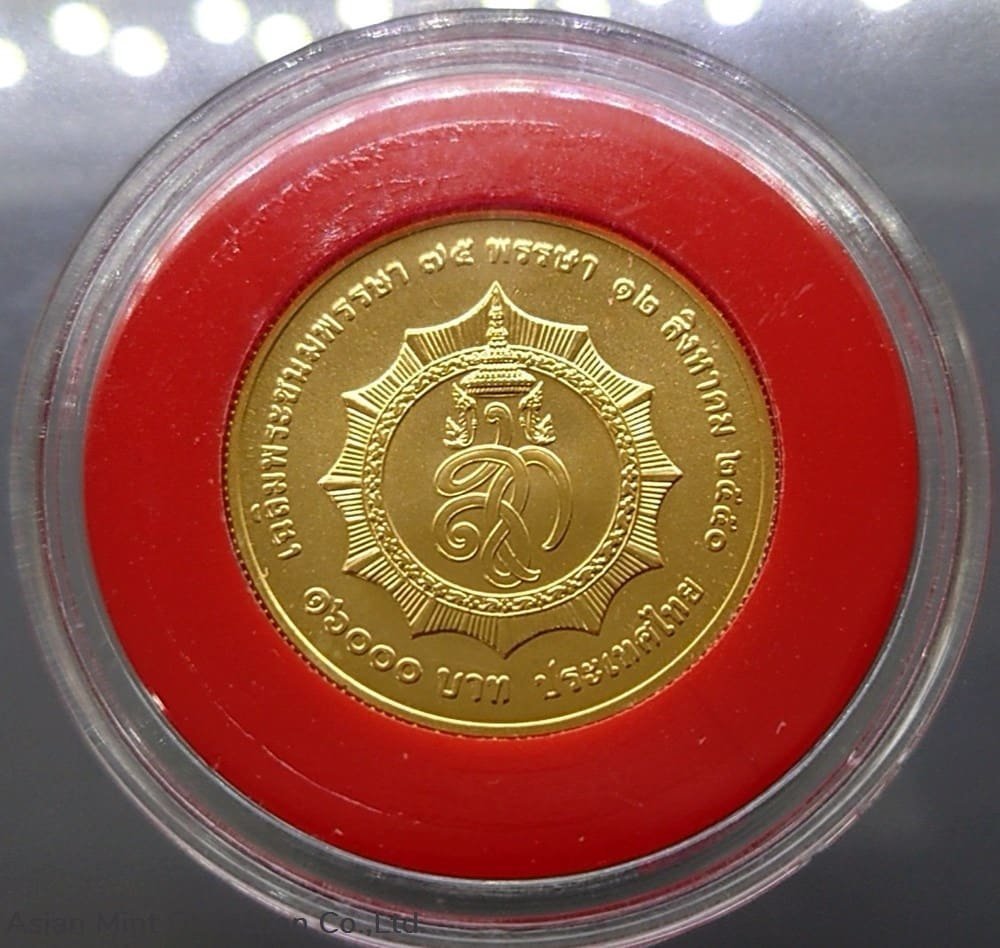 เฉลิมพระชนมพรรษา ๗๕ พรรษา ๑๒ สิงหาคม ๒๕๕๐
๑๖๐๐๐ บาท ประเทศไทย
Asian Mint n Co.,Ltd.